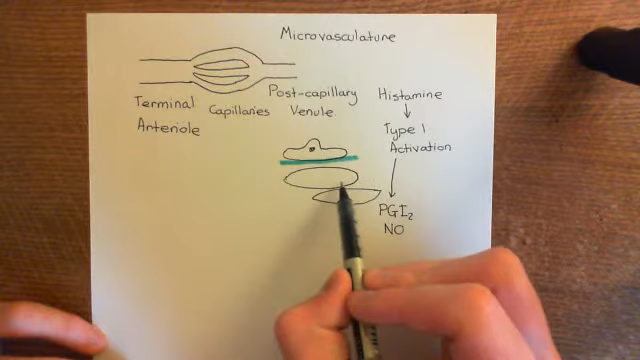 Microvasculature
Terminal
Arteriole
Capillaries
Post-capillary
Venule
Histamine
Type 1
Activation
PGI₂
NO